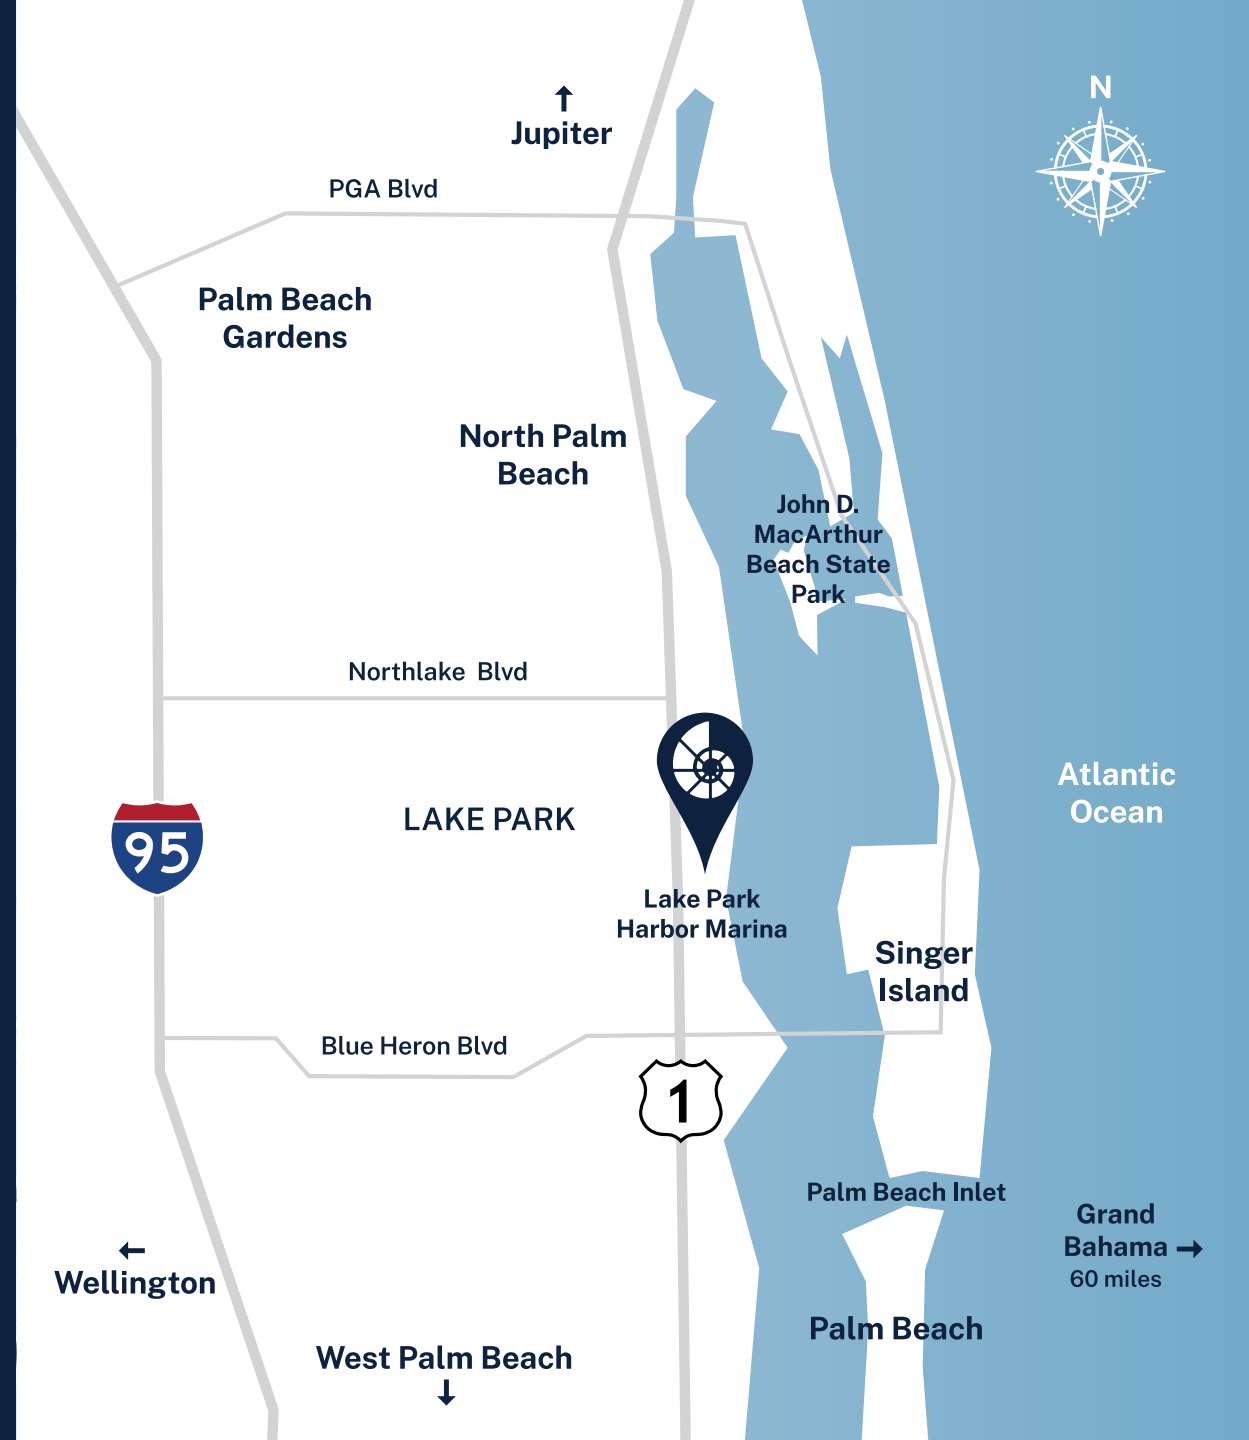 N
Jupiter
PGA Blvd
Palm Beach
Gardens
North Palm
Beach
John D.
MacArthur
Beach State
Park
Northlake Blvd
Atlantic
Ocean
LAKE PARK
95
Lake Park
Harbor Marina
Singer
Island
Blue Heron Blvd
1
Palm Beach Inlet
Grand
Bahama
60 miles
Wellington
Palm Beach
West Palm Beach